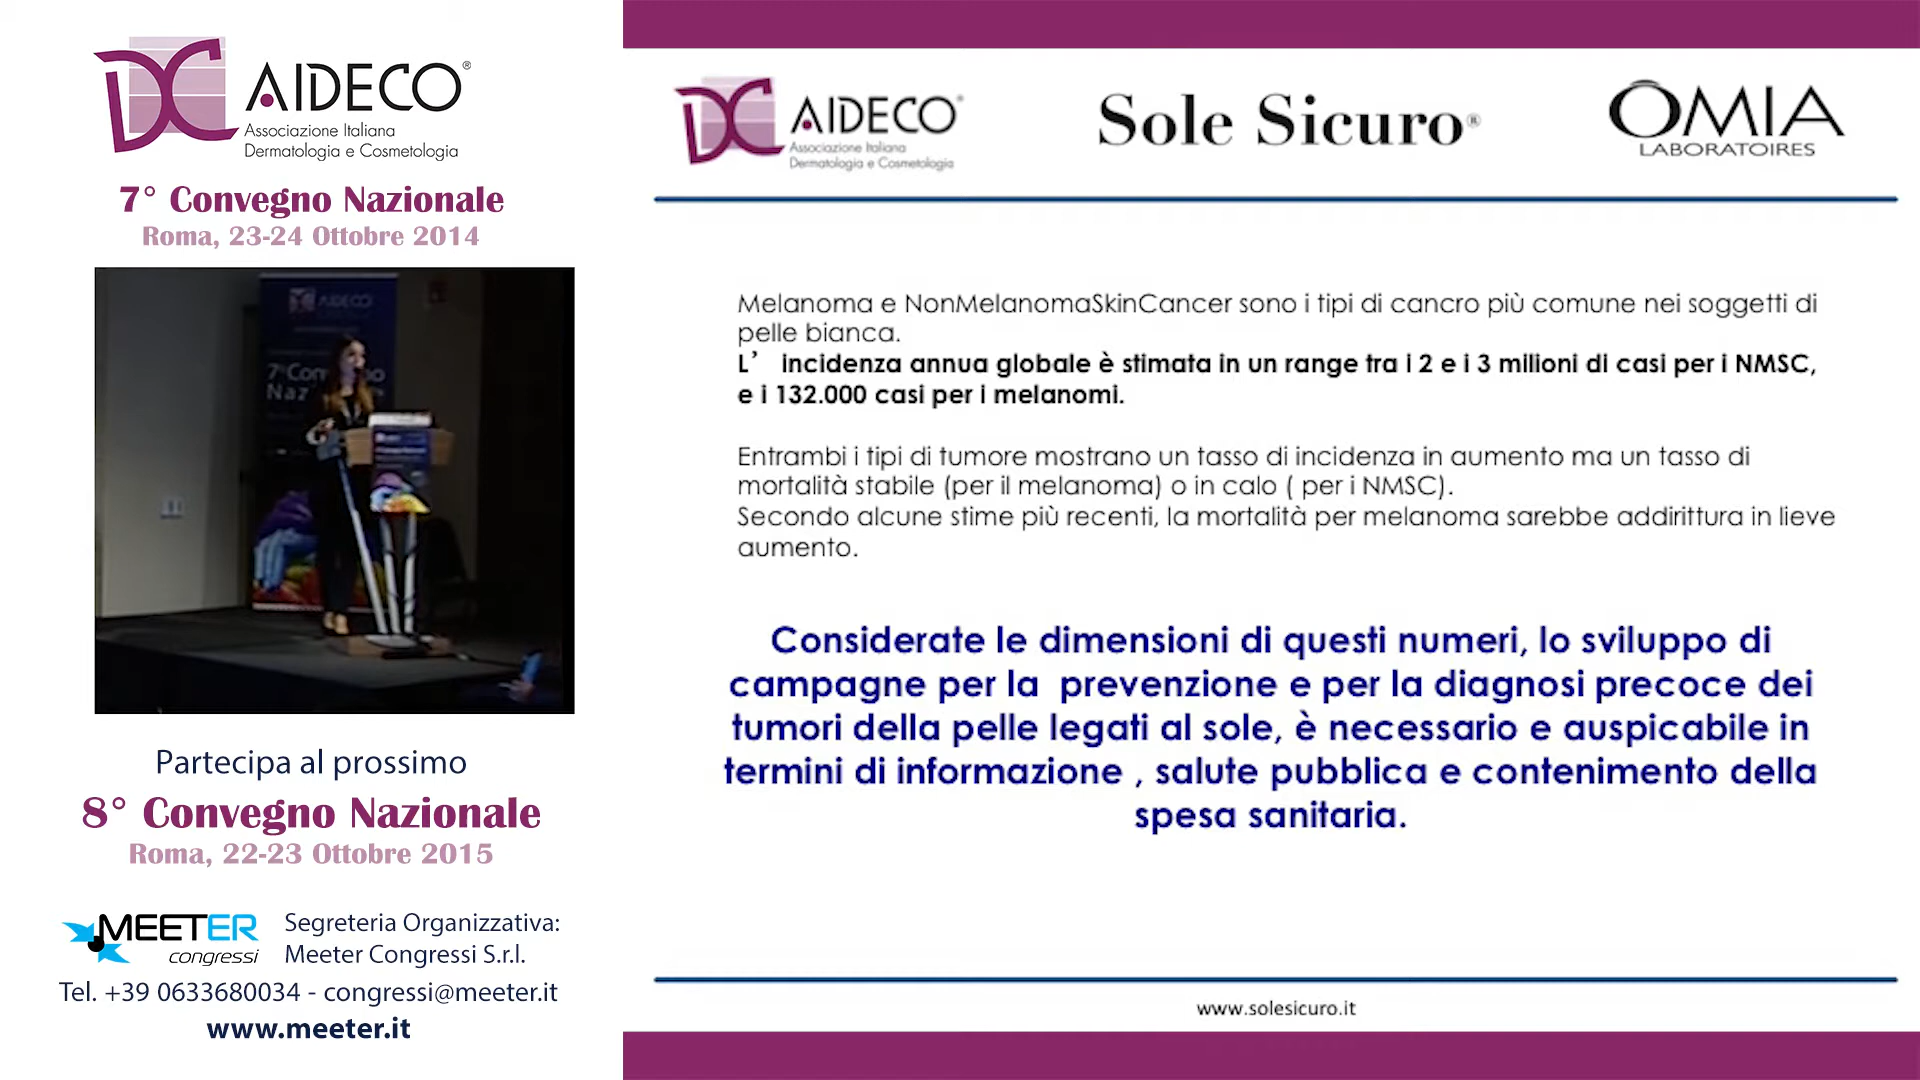 DC AIDECO®
Associazione Italiana
Dermatologia e Cosmetologia
7° Convegno Nazionale
Roma, 23-24 Ottobre 2014
AIDECO
7° Con
Naz
Partecipa al prossimo
8° Convegno Nazionale
Roma, 22-23 Ottobre 2015
MEETER
congressi
Segreteria Organizzativa:
Meeter Congressi S.r.l.
Tel. +39 0633680034 - congressi@meeter.it
www.meeter.it
DC AIDECO®
Associazione Italiana
Dermatologia e Cosmetologia
Sole Sicuro®
OMIA
LABORATOIRES
Melanoma e NonMelanomaSkinCancer sono i tipi di cancro più comune nei soggetti di
pelle bianca.
L’ incidenza annua globale è stimata in un range tra i 2 e i 3 milioni di casi per i NMSC,
e i 132.000 casi per i melanomi.
Entrambi i tipi di tumore mostrano un tasso di incidenza in aumento ma un tasso di
mortalità stabile (per il melanoma) o in calo ( per i NMSC).
Secondo alcune stime più recenti, la mortalità per melanoma sarebbe addirittura in lieve
aumento.
Considerate le dimensioni di questi numeri, lo sviluppo di
campagne per la prevenzione e per la diagnosi precoce dei
tumori della pelle legati al sole, è necessario e auspicabile in
termini di informazione , salute pubblica e contenimento della
spesa sanitaria.
www.solesicuro.it